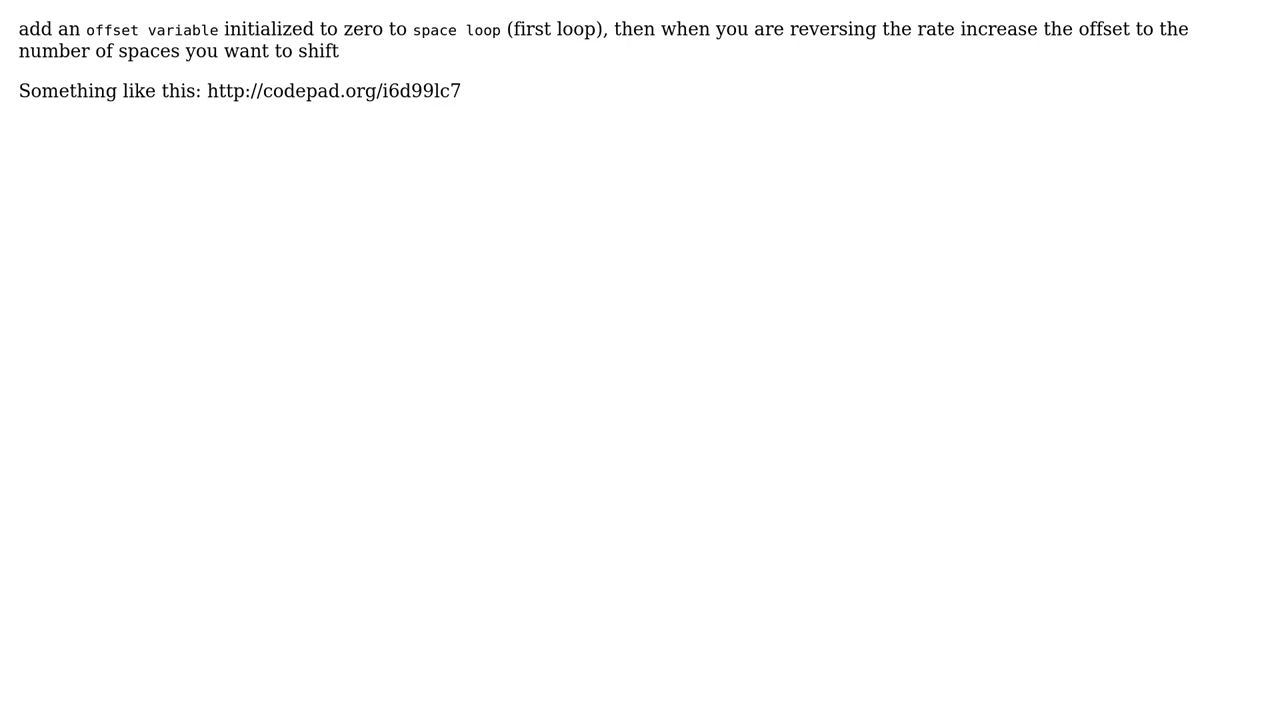 add an offset variable initialized to zero to space loop (first loop), then when you are reversing the rate increase the offset to the
number of spaces you want to shift
Something like this: http://codepad.org/i6d99lc7